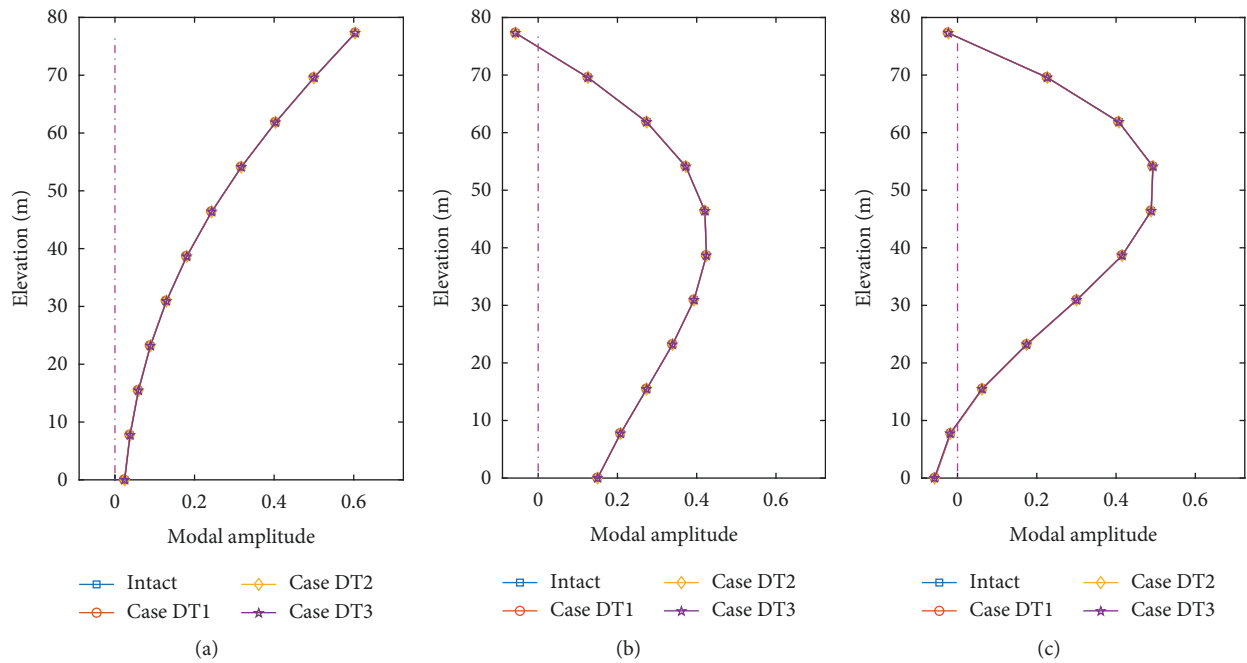 80
70
60
50
40
30
20
10
0
Elevation (m)
0 0.2 0.4 0.6
Modal amplitude
Intact
Case DT1
Case DT2
Case DT3
(a)
80
70
60
50
40
30
20
10
0
Elevation (m)
0 0.2 0.4 0.6
Modal amplitude
Intact
Case DT1
Case DT2
Case DT3
(b)
80
70
60
50
40
30
20
10
0
Elevation (m)
0 0.2 0.4 0.6
Modal amplitude
Intact
Case DT1
Case DT2
Case DT3
(c)